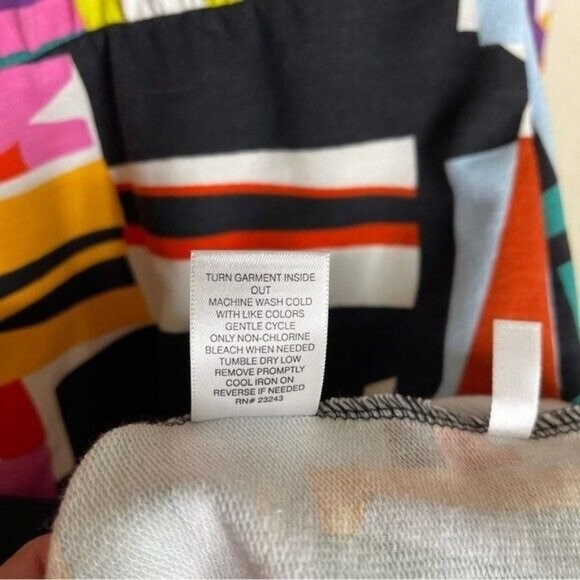 TURN GARMENT INSIDE
OUT
MACHINE WASH COLD
WITH LIKE COLORS
GENTLE CYCLE
ONLY NON-CHLORINE
BLEACH WHEN NEEDED
TUMBLE DRY LOW
REMOVE PROMPTLY
COOL IRON ON
REVERSE IF NEEDED
RN# 23243